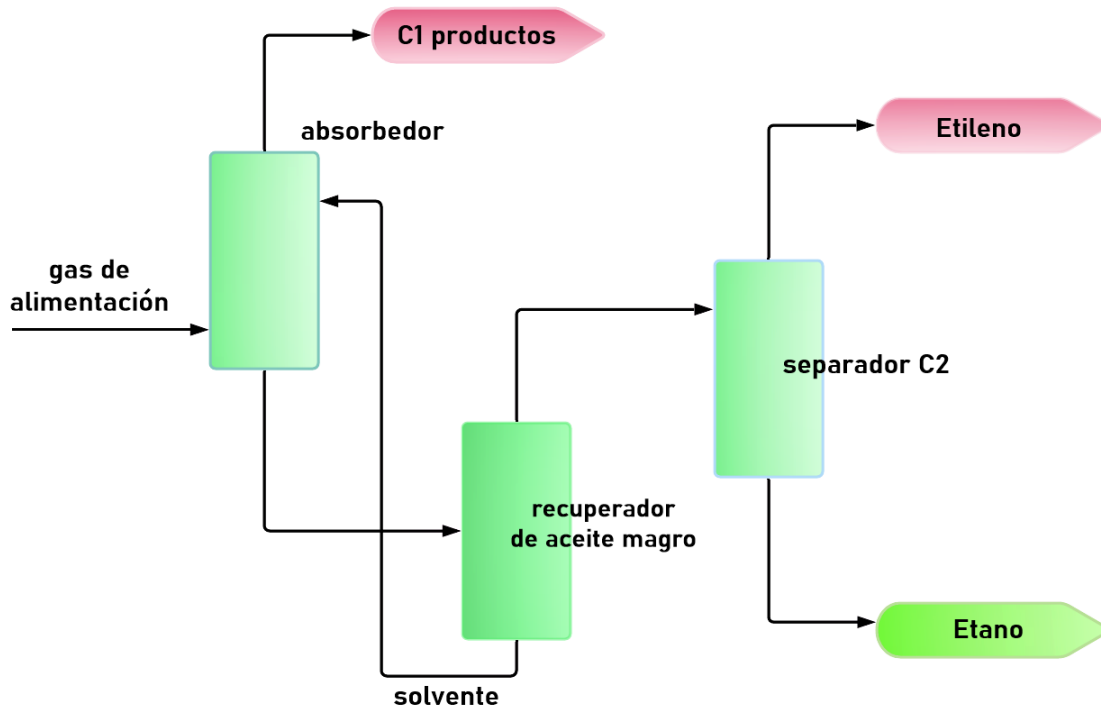 C1 productos
absorbedor
Etileno
gas de
alimentación
separador C2
recuperador
de aceite magro
Etano
solvente